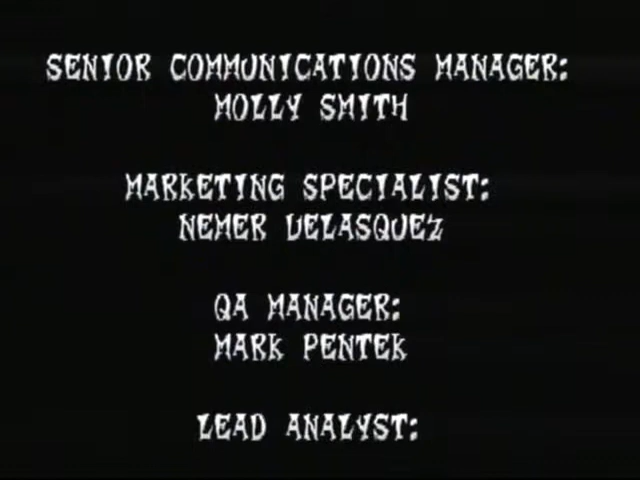 SENIOR COMMUNICATIONS MANAGER:
MOLLY SMITH
MARKETING SPECIALIST:
NEMER VELASQUEZ
QA MANAGER:
MARK PENTEK
LEAD ANALYST: